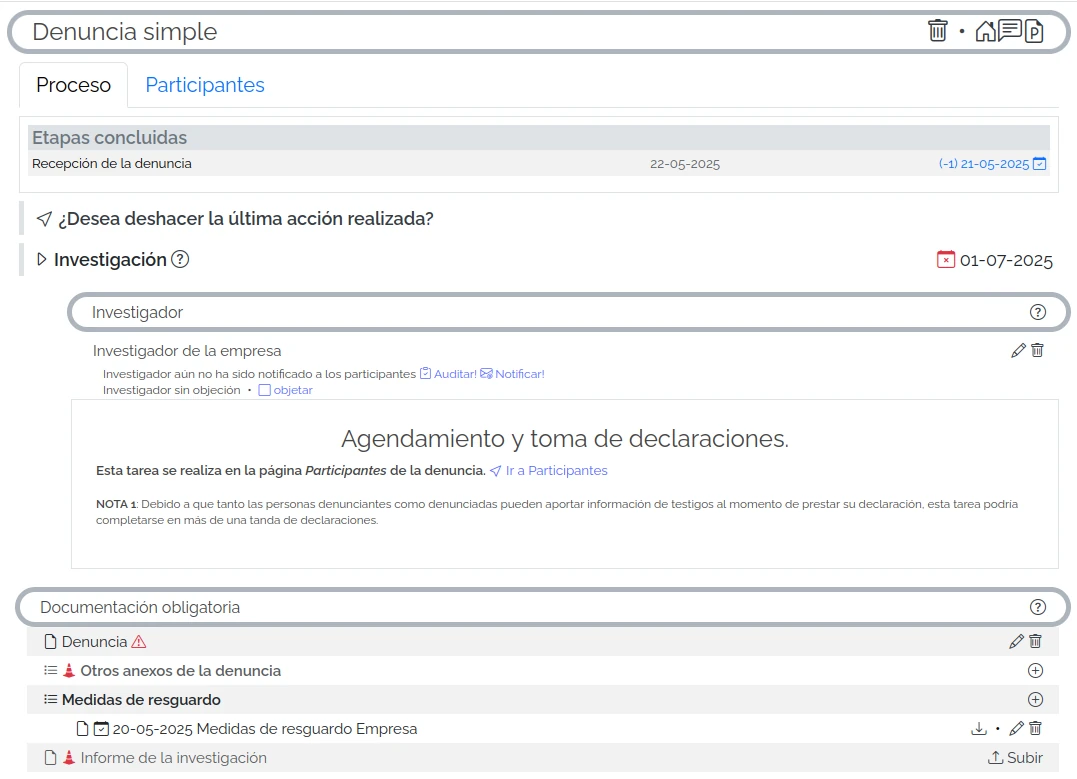 Denuncia simple
Proceso Participantes
Etapas concluidas
Recepción de la denuncia 22-05-2025 (-1) 21-05-2025
¿Desea deshacer la última acción realizada?
Investigación 01-07-2025
Investigador
Investigador de la empresa
Investigador aún no ha sido notificado a los participantes Auditar! Notificar!
Investigador sin objeción • objetar
Agendamiento y toma de declaraciones.
Esta tarea se realiza en la página Participantes de la denuncia. Ir a Participantes
NOTA 1: Debido a que tanto las personas denunciantes como denunciadas pueden aportar información de testigos al momento de prestar su declaración, esta tarea podría
completarse en más de una tanda de declaraciones.
Documentación obligatoria
Denuncia
Otros anexos de la denuncia
Medidas de resguardo
20-05-2025 Medidas de resguardo Empresa
Informe de la investigación Subir